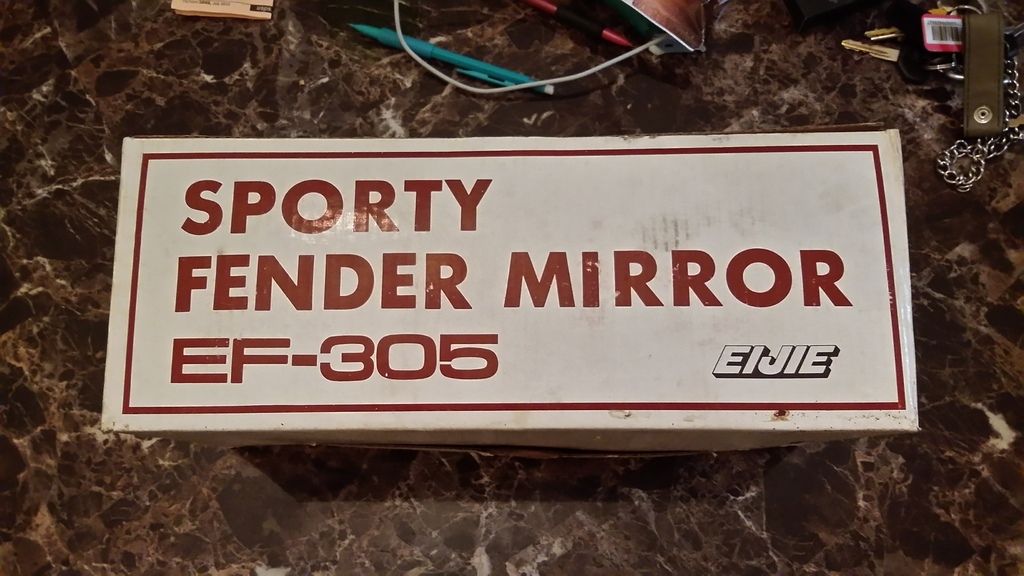 SPORTY
FENDER MIRROR
EF-305
EIJIE